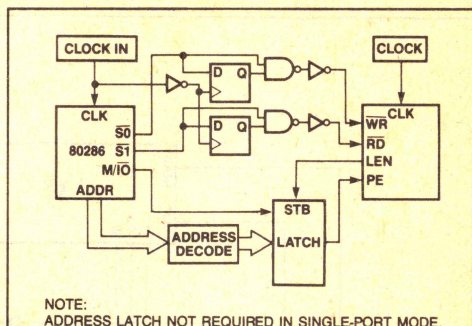 CLOCK IN
CLOCK
CLK
S0
80286
S1
M/IO
ADDR
D Q
D Q
CLK
WR
RD
LEN
PE
STB
LATCH
ADDRESS
DECODE
NOTE:
ADDRESS LATCH NOT REQUIRED IN SINGLE-PORT MODE.